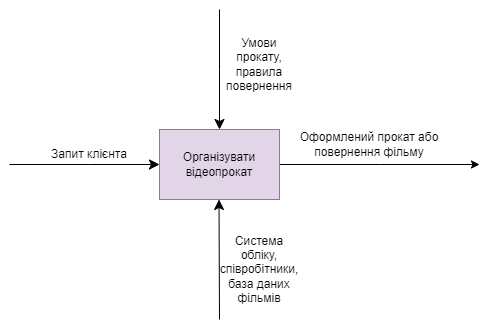 Умови
прокату,
правила
повернення
Запит клієнта
Організувати
відеопрокат
Оформлений прокат або
повернення фільму
Система
обліку,
співробітники,
база даних
фільмів